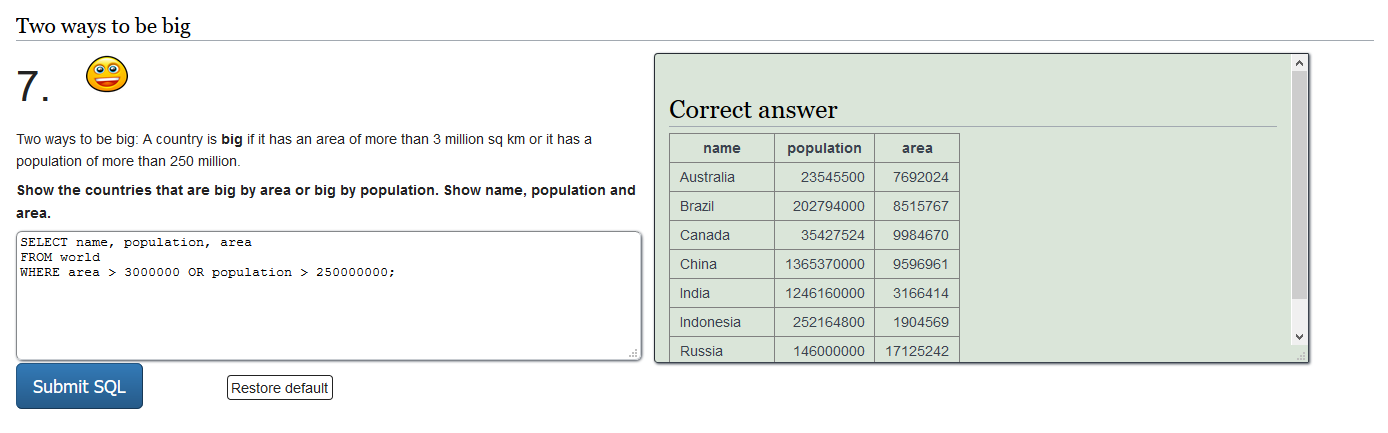 Two ways to be big
7.
Two ways to be big: A country is big if it has an area of more than 3 million sq km or it has a
population of more than 250 million.
Show the countries that are big by area or big by population. Show name, population and
area.
SELECT name, population, area
FROM world
WHERE area > 3000000 OR population > 250000000;
Submit SQL
Restore default
Correct answer
name population area
Australia 23545500 7692024
Brazil 202794000 8515767
Canada 35427524 9984670
China 1365370000 9596961
India 1246160000 3166414
Indonesia 252164800 1904569
Russia 146000000 17125242